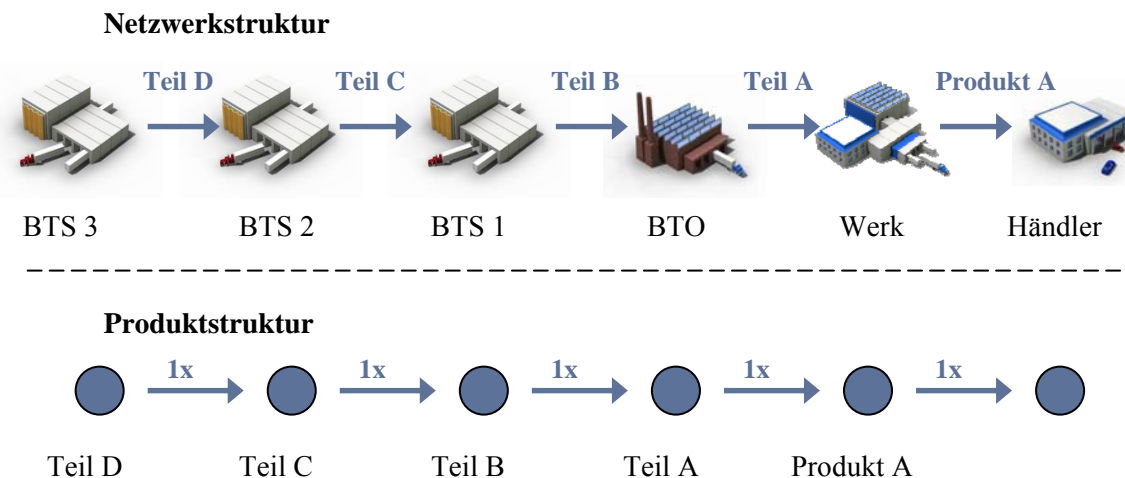 Netzwerkstruktur
Teil D Teil C Teil B Teil A Produkt A
BTS 3 BTS 2 BTS 1 BTO Werk Händler
Produktstruktur
1x 1x 1x 1x 1x
Teil D Teil C Teil B Teil A Produkt A